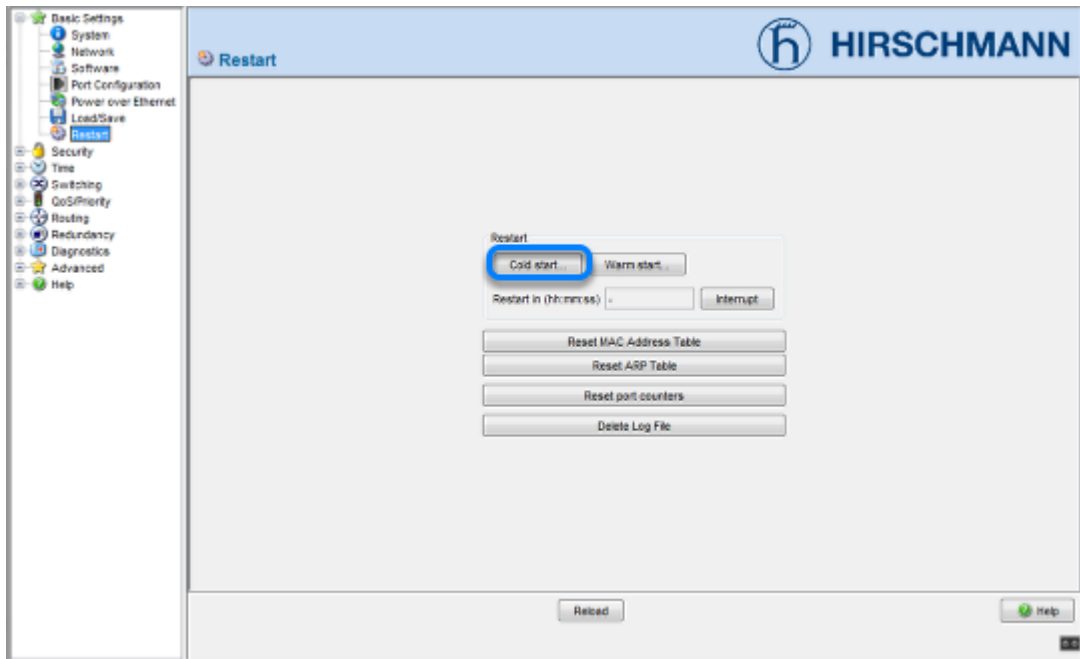 Basic Settings
System
Network
Software
Port Configuration
Power over Ethernet
Load/Save
Restart
Security
Time
Switching
QoS/Priority
Routing
Redundancy
Diagnostics
Advanced
Help
Restart
HIRSCHMANN
Restart
Cold start... Warm start...
Restart in (hh:mm:ss) - Interrupt
Reset MAC Address Table
Reset ARP Table
Reset port counters
Delete Log File
Reload
Help